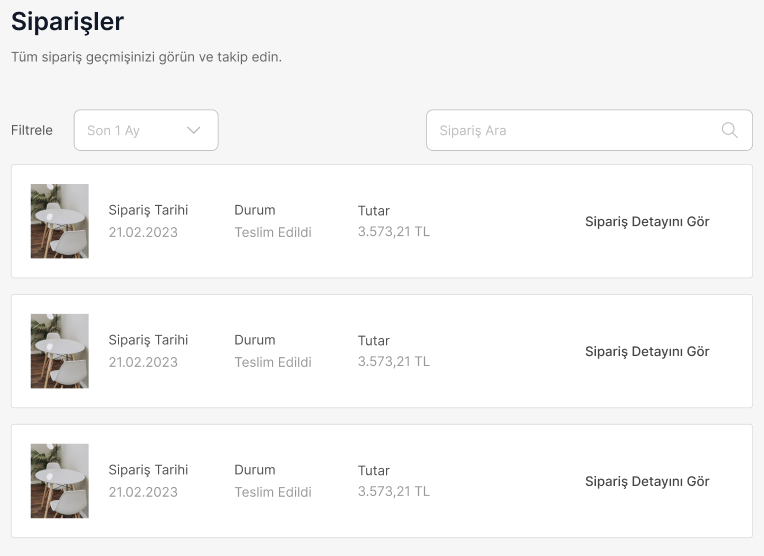 Siparişler
Tüm sipariş geçmişinizi görün ve takip edin.
Filtrele
Son 1 Ay
Sipariş Ara
Sipariş Tarihi
21.02.2023
Durum
Teslim Edildi
Tutar
3.573,21 TL
Sipariş Detayını Gör
Sipariş Tarihi
21.02.2023
Durum
Teslim Edildi
Tutar
3.573,21 TL
Sipariş Detayını Gör
Sipariş Tarihi
21.02.2023
Durum
Teslim Edildi
Tutar
3.573,21 TL
Sipariş Detayını Gör